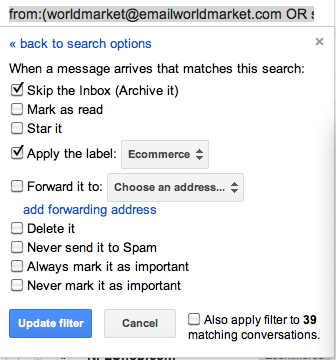 from:(worldmarket@emailworldmarket.com OR s
« back to search options
×
When a message arrives that matches this search:
Skip the Inbox (Archive it)
Mark as read
Star it
Apply the label: Ecommerce
Forward it to: Choose an address...
add forwarding address
Delete it
Never send it to Spam
Always mark it as important
Never mark it as important
Update filter Cancel Also apply filter to 39
matching conversations.